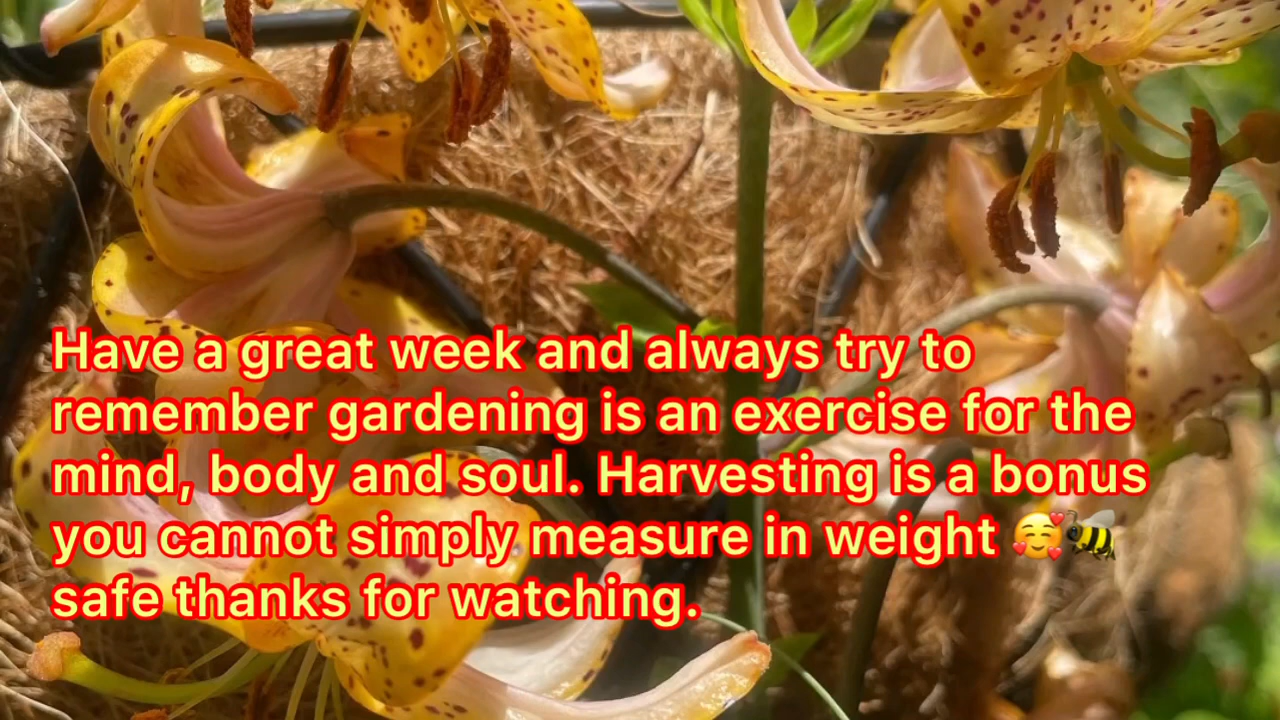 Have a great week and always try to
remember gardening is an exercise for the
mind, body and soul. Harvesting is a bonus
you cannot simply measure in weight 🥰🐝
safe thanks for watching.